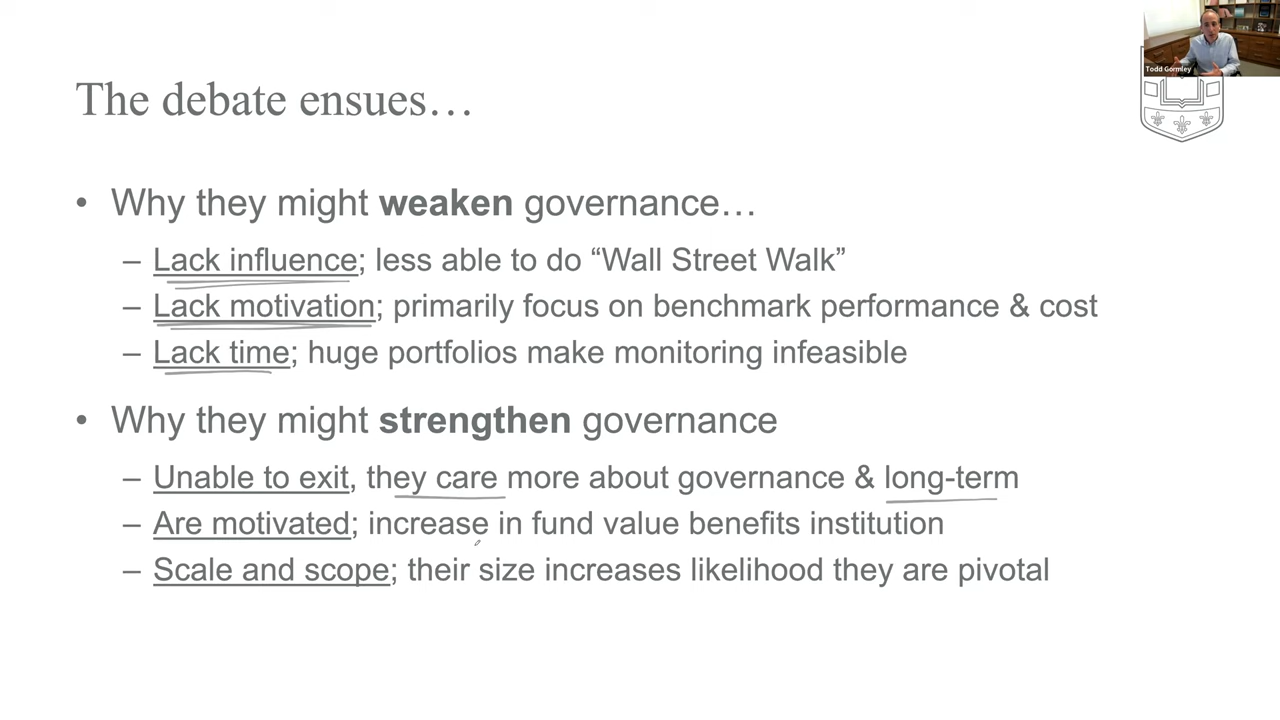 Todd Gormley
The debate ensues…
• Why they might weaken governance…
– Lack influence; less able to do “Wall Street Walk”
– Lack motivation; primarily focus on benchmark performance & cost
– Lack time; huge portfolios make monitoring infeasible
• Why they might strengthen governance
– Unable to exit, they care more about governance & long-term
– Are motivated; increase in fund value benefits institution
– Scale and scope; their size increases likelihood they are pivotal